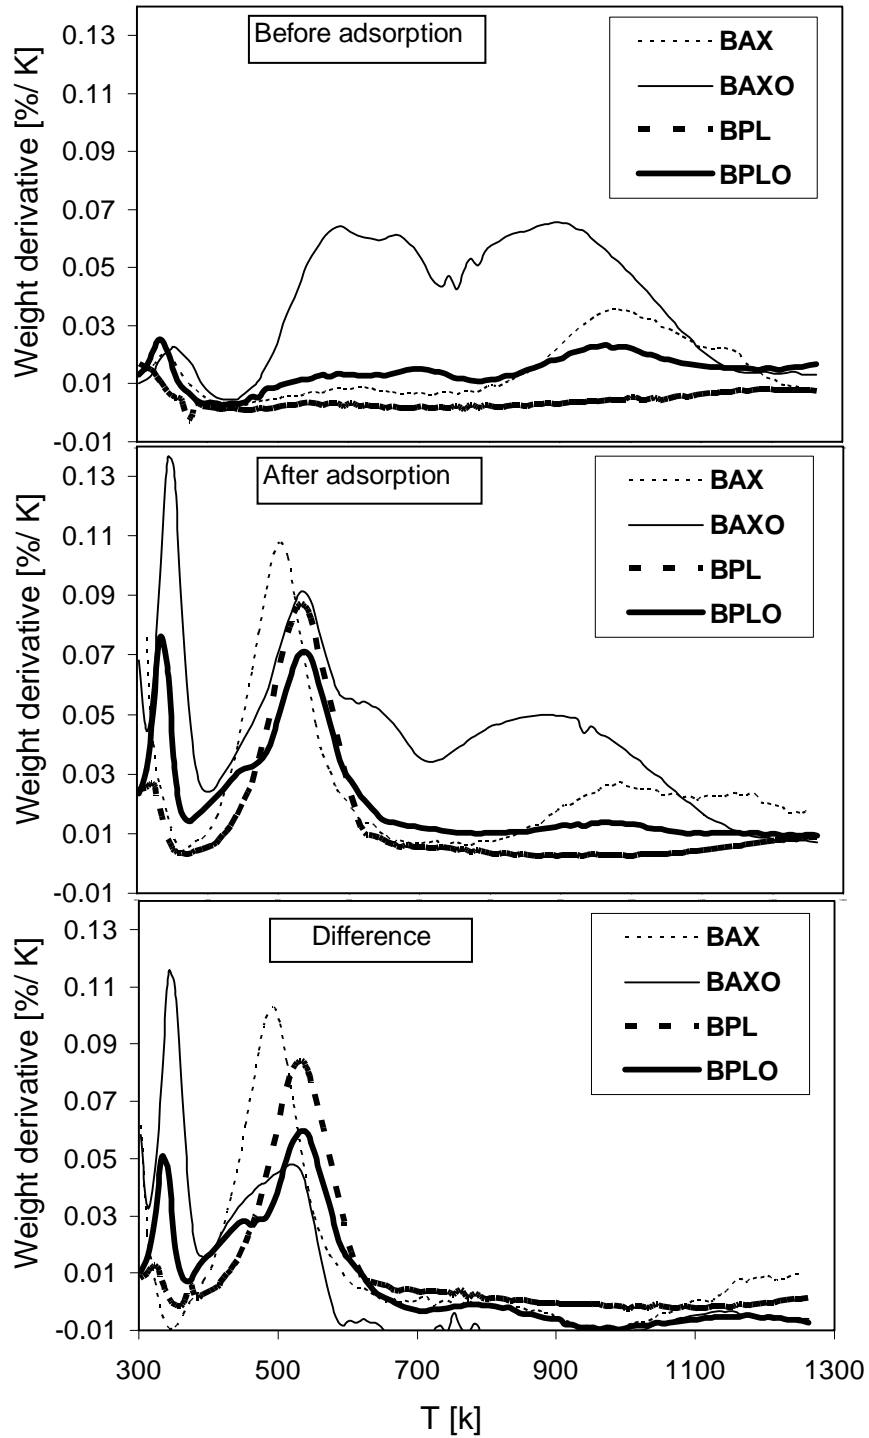 Before adsorption
Weight derivative [%/ K]
0.13
0.11
0.09
0.07
0.05
0.03
0.01
-0.01
BAX
BAXO
BPL
BPLO
After adsorption
Weight derivative [%/ K]
0.13
0.11
0.09
0.07
0.05
0.03
0.01
-0.01
BAX
BAXO
BPL
BPLO
Difference
Weight derivative [%/ K]
0.13
0.11
0.09
0.07
0.05
0.03
0.01
-0.01
BAX
BAXO
BPL
BPLO
300 500 700 900 1100 1300
T [k]